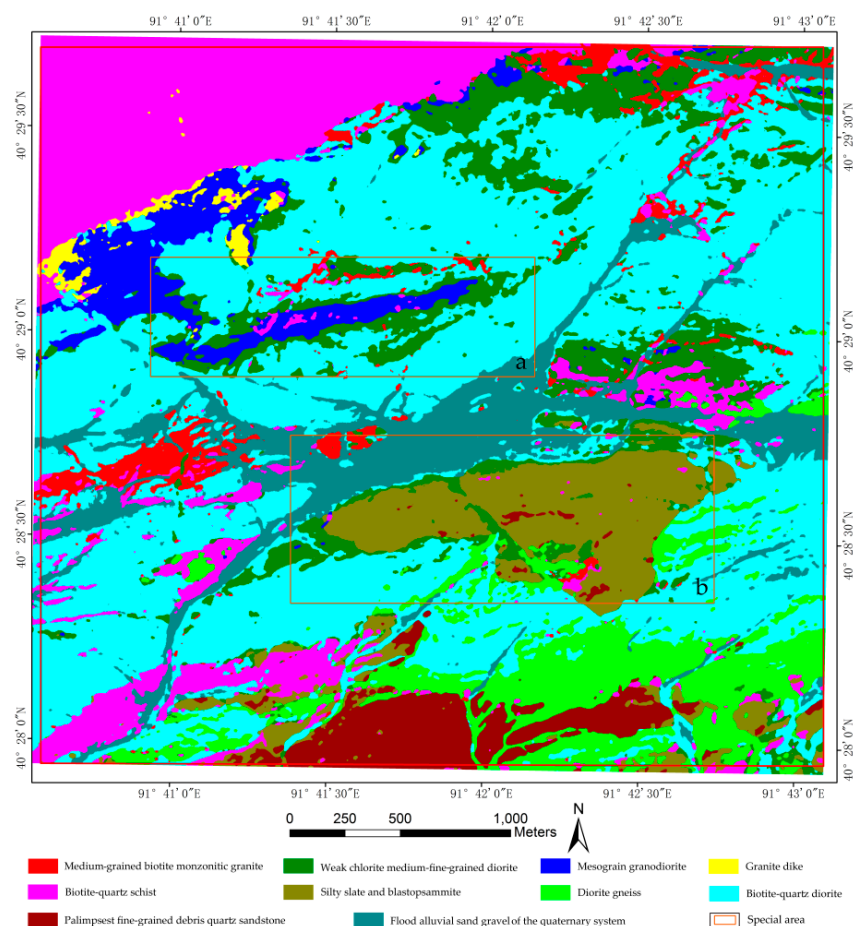 91° 41′ 0″E 91° 41′ 30″E 91° 42′ 0″E 91° 42′ 30″E 91° 43′ 0″E
40° 29′ 30″N 40° 29′ 30″N
40° 29′ 0″N 40° 29′ 0″N
a
40° 28′ 30″N 40° 28′ 30″N
b
40° 28′ 0″N 40° 28′ 0″N
91° 41′ 0″E 91° 41′ 30″E 91° 42′ 0″E 91° 42′ 30″E 91° 43′ 0″E
N
0 250 500 1,000
Meters
Medium-grained biotite monzonitic granite Weak chlorite medium-fine-grained diorite Mesograin granodiorite Granite dike
Biotite-quartz schist Silty slate and blastopsammite Diorite gneiss Biotite-quartz diorite
Palimpsest fine-grained debris quartz sandstone Flood alluvial sand gravel of the quaternary system Special area